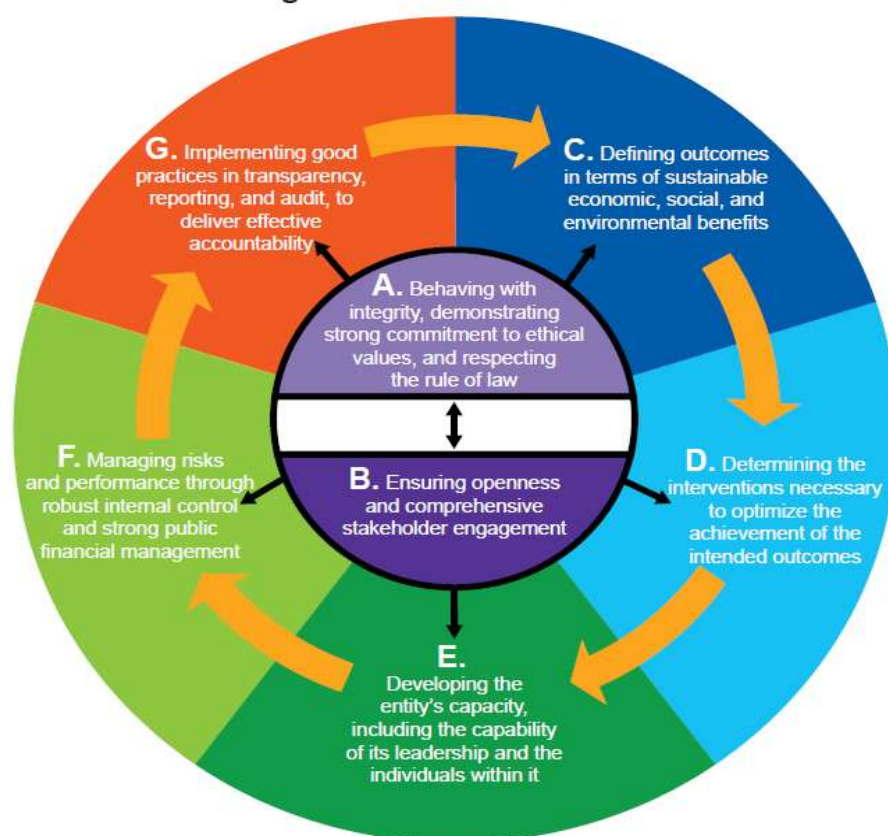 G. Implementing good
practices in transparency,
reporting, and audit, to
deliver effective
accountability
C. Defining outcomes
in terms of sustainable
economic, social, and
environmental benefits
A. Behaving with
integrity, demonstrating
strong commitment to ethical
values, and respecting
the rule of law
F. Managing risks
and performance through
robust internal control
and strong public
financial management
B. Ensuring openness
and comprehensive
stakeholder engagement
D. Determining the
interventions necessary
to optimize the
achievement of the
intended outcomes
E.
Developing the
entity's capacity,
including the capability
of its leadership and the
individuals within it